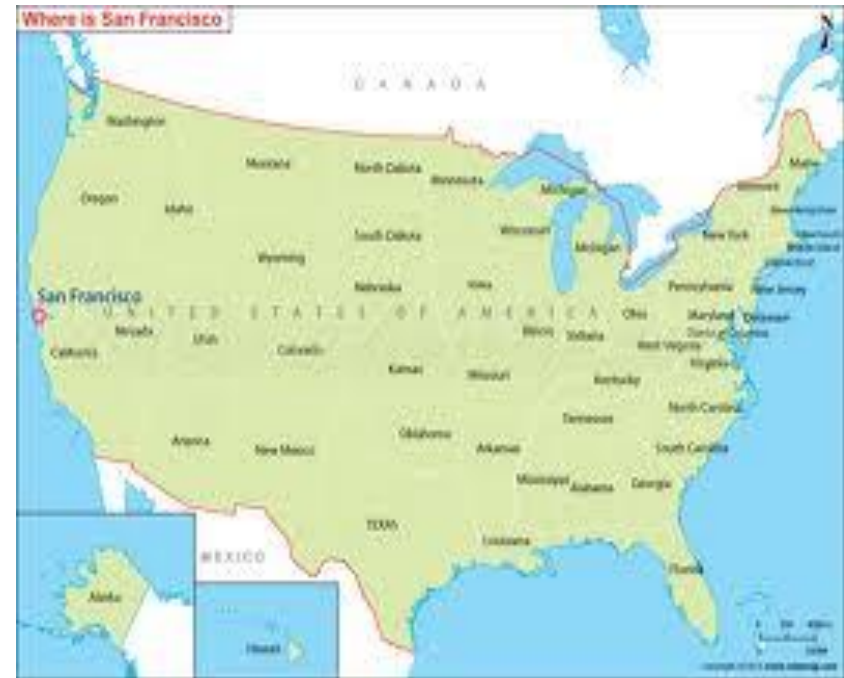 Where is San Francisco
CANADA
Washington
Montana
North Dakota
Minnesota
Michigan
Maine
Vermont
Oregon
Idaho
South Dakota
Wisconsin
Michigan
New York
Wyoming
Nebraska
Iowa
Pennsylvania
New Jersey
San Francisco
UNITED STATES OF AMERICA
Ohio
Maryland
Delaware
Nevada
Utah
Colorado
Illinois
Indiana
West Virginia
California
Kansas
Missouri
Kentucky
Virginia
Arizona
New Mexico
Oklahoma
Arkansas
Tennessee
North Carolina
South Carolina
Mississippi
Alabama
Georgia
TEXAS
Louisiana
MEXICO
Florida
Alaska
Hawaii